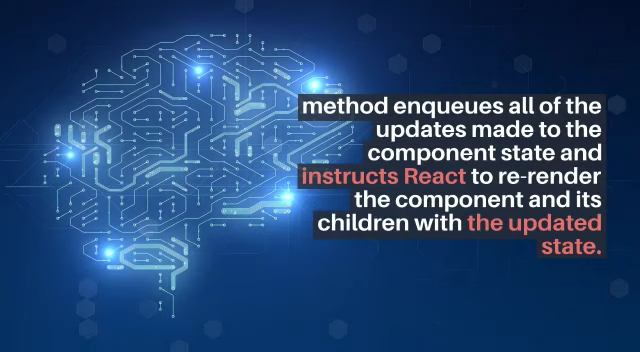 method enqueues all of the
updates made to the
component state and
instructs React to re-render
the component and its
children with the updated
state.